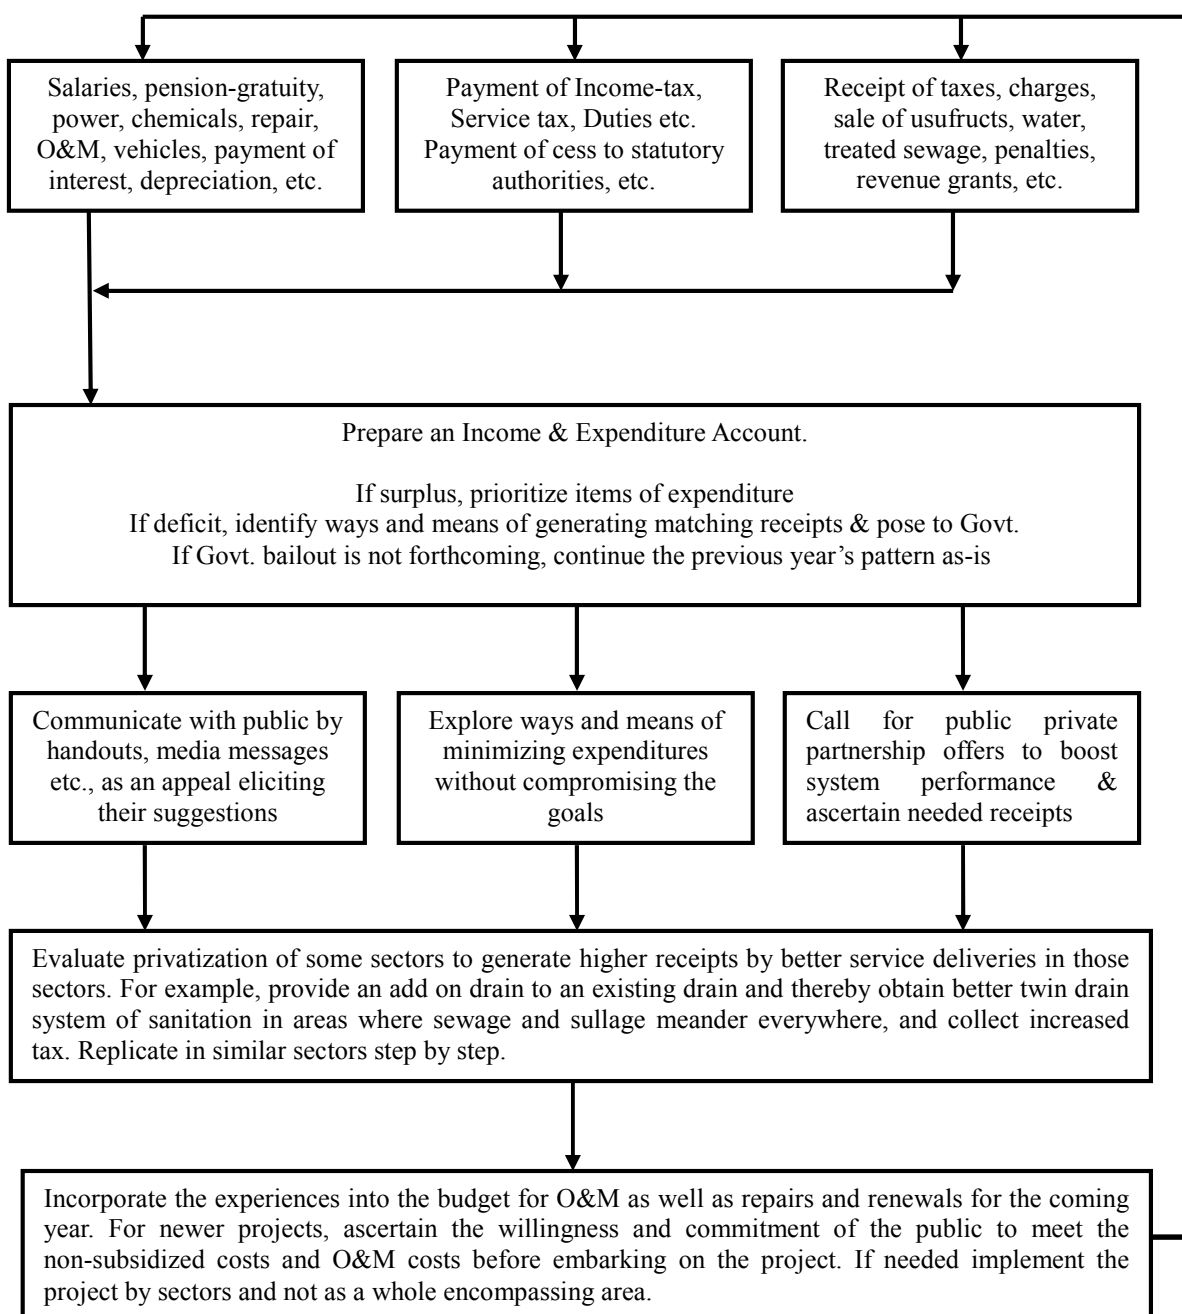 Salaries, pension-gratuity,
power, chemicals, repair,
O&M, vehicles, payment of
interest, depreciation, etc.
Payment of Income-tax,
Service tax, Duties etc.
Payment of cess to statutory
authorities, etc.
Receipt of taxes, charges,
sale of usufructs, water,
treated sewage, penalties,
revenue grants, etc.
Prepare an Income & Expenditure Account.
If surplus, prioritize items of expenditure
If deficit, identify ways and means of generating matching receipts & pose to Govt.
If Govt. bailout is not forthcoming, continue the previous year’s pattern as-is
Communicate with public by
handouts, media messages
etc., as an appeal eliciting
their suggestions
Explore ways and means of
minimizing expenditures
without compromising the
goals
Call for public private
partnership offers to boost
system performance &
ascertain needed receipts
Evaluate privatization of some sectors to generate higher receipts by better service deliveries in those
sectors. For example, provide an add on drain to an existing drain and thereby obtain better twin drain
system of sanitation in areas where sewage and sullage meander everywhere, and collect increased
tax. Replicate in similar sectors step by step.
Incorporate the experiences into the budget for O&M as well as repairs and renewals for the coming
year. For newer projects, ascertain the willingness and commitment of the public to meet the
non-subsidized costs and O&M costs before embarking on the project. If needed implement the
project by sectors and not as a whole encompassing area.